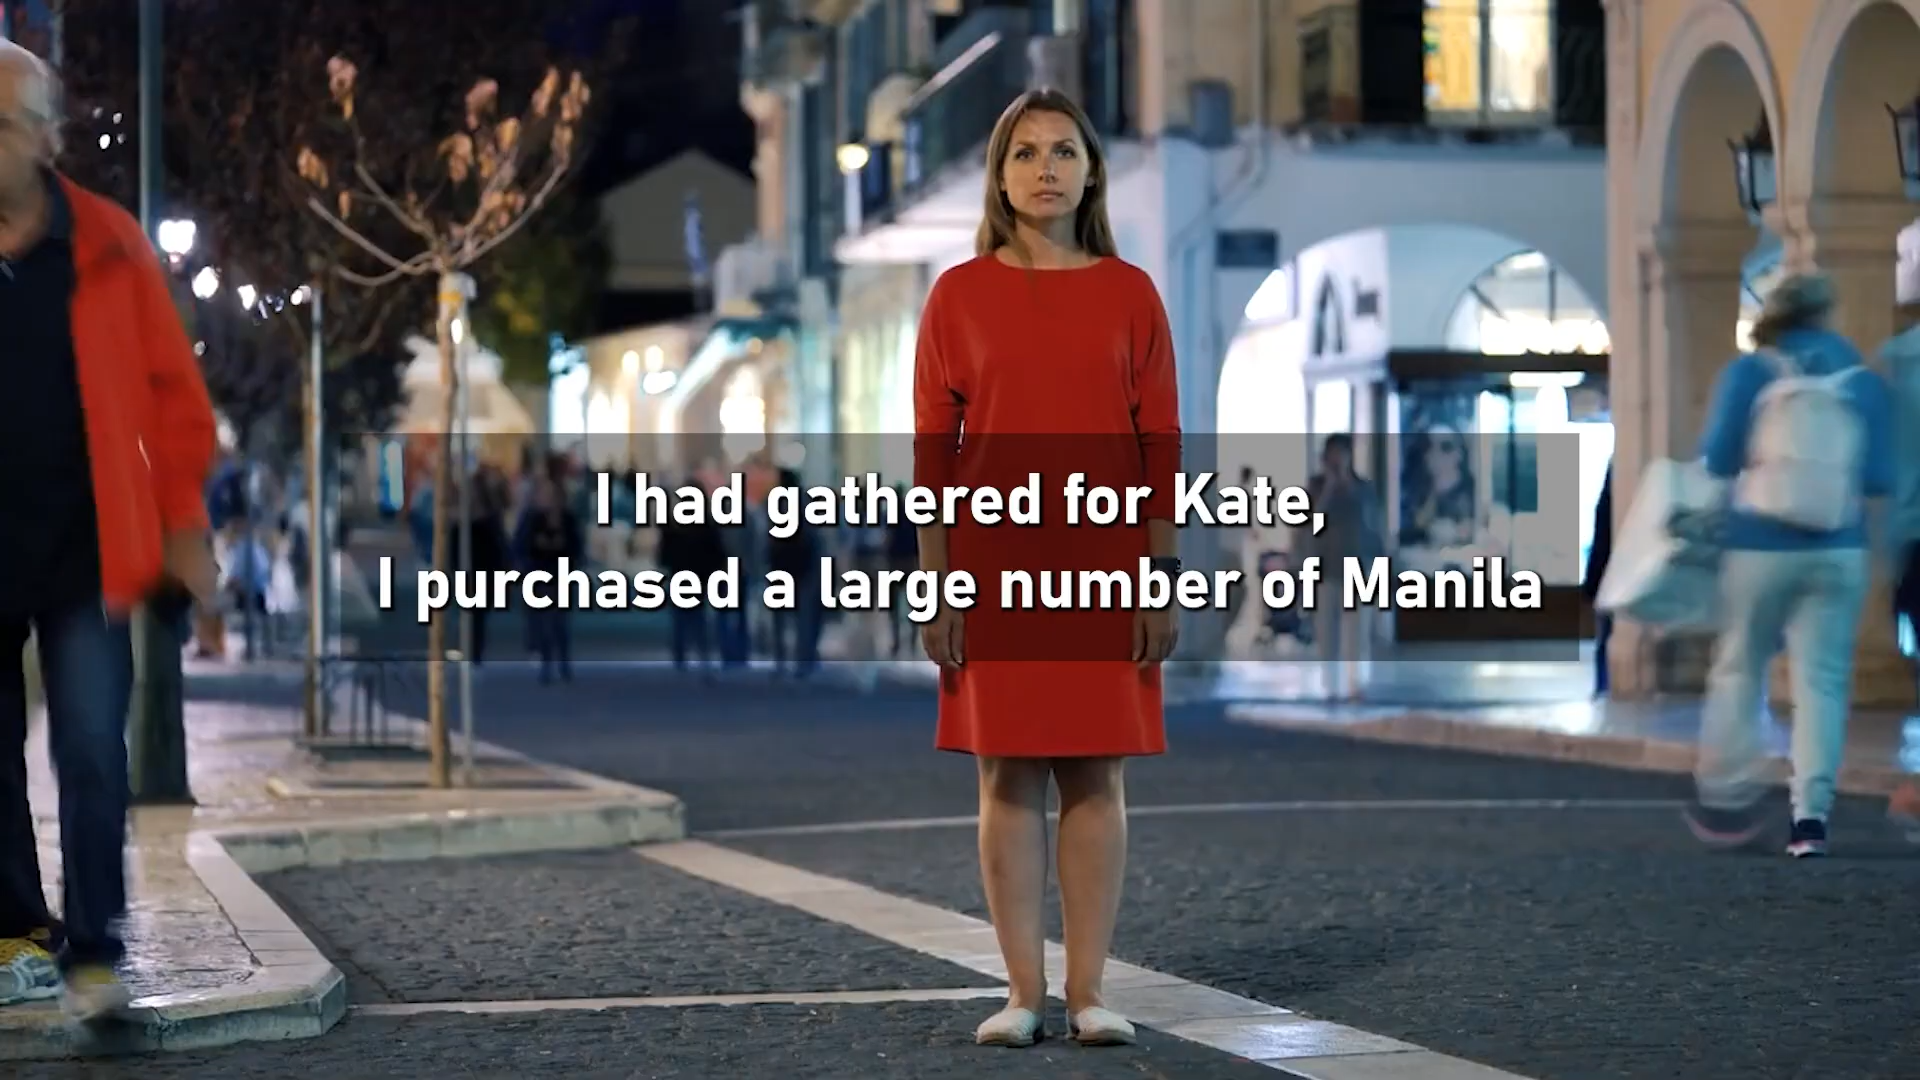 I had gathered for Kate,
I purchased a large number of Manila